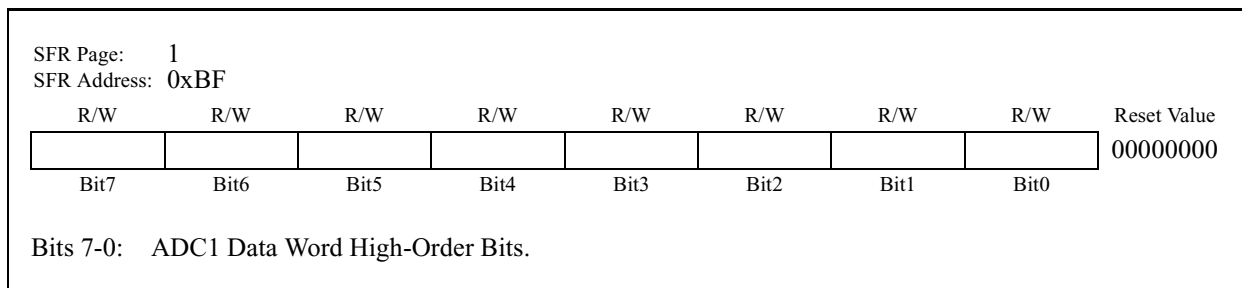 SFR Page: 1
SFR Address: 0xBF
R/W R/W R/W R/W R/W R/W R/W R/W Reset Value
00000000
Bit7 Bit6 Bit5 Bit4 Bit3 Bit2 Bit1 Bit0
Bits 7-0: ADC1 Data Word High-Order Bits.